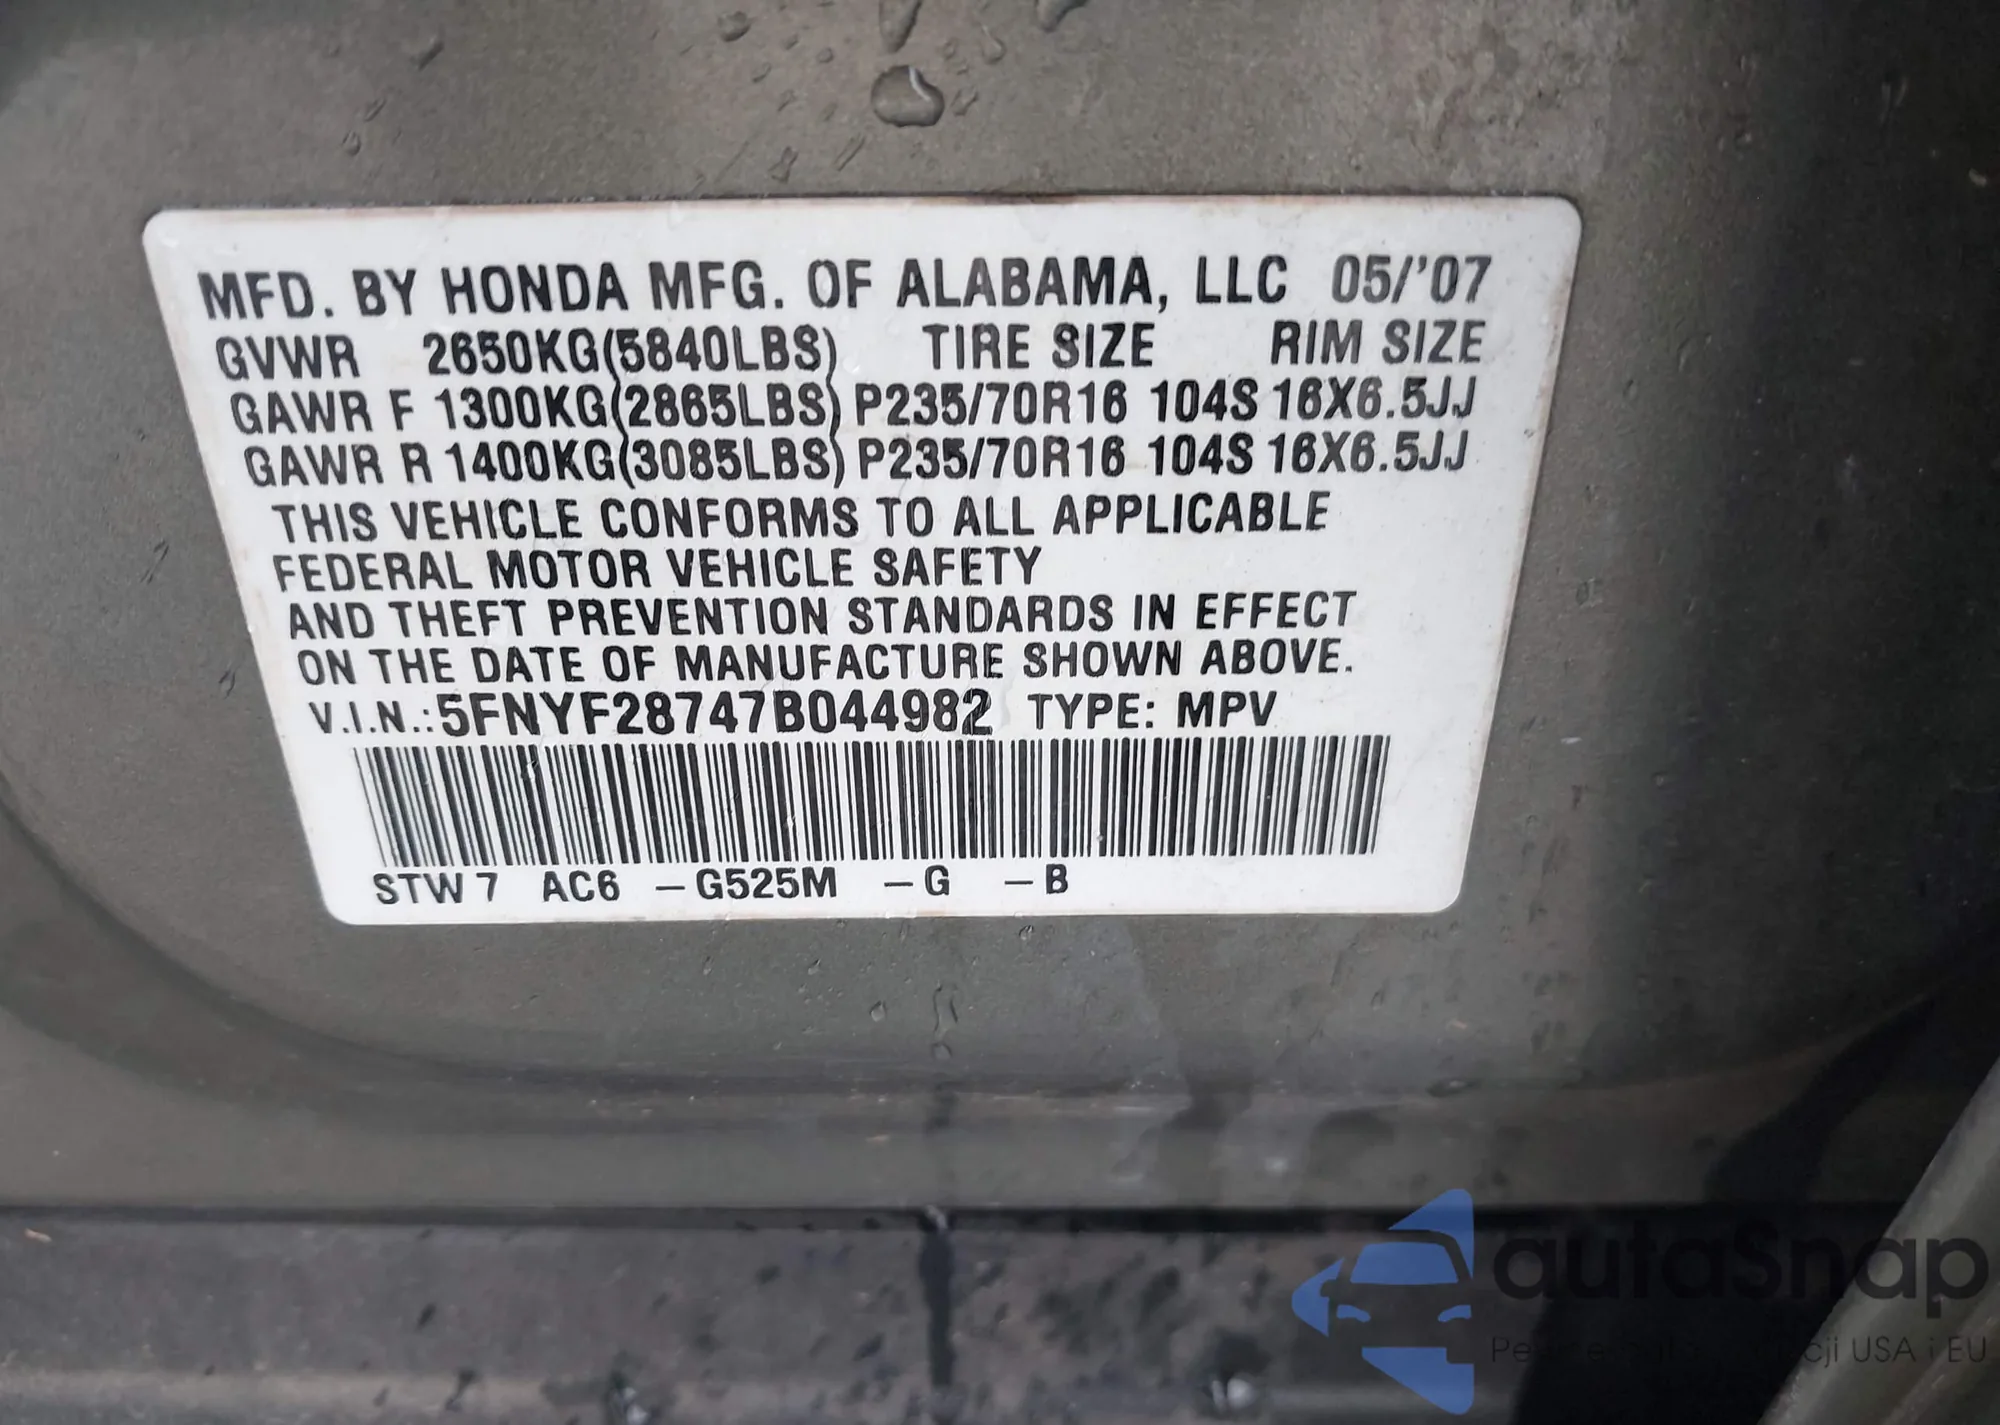 MFD. BY HONDA MFG. OF ALABAMA, LLC 05/'07
GVWR 2650KG(5840LBS) TIRE SIZE RIM SIZE
GAWR F 1300KG(2865LBS) P235/70R16 104S 16X6.5JJ
GAWR R 1400KG(3085LBS) P235/70R16 104S 16X6.5JJ
THIS VEHICLE CONFORMS TO ALL APPLICABLE
FEDERAL MOTOR VEHICLE SAFETY
AND THEFT PREVENTION STANDARDS IN EFFECT
ON THE DATE OF MANUFACTURE SHOWN ABOVE.
V.I.N.: 5FNYF28747B044982 TYPE: MPV
STW7 AC6 -G525M -G -B
autoSnap
USA i EU